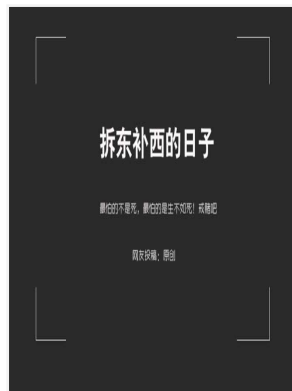 拆东补西的日子
最怕的不是死，最怕的是生不如死！戒赌吧
网友投稿：原创